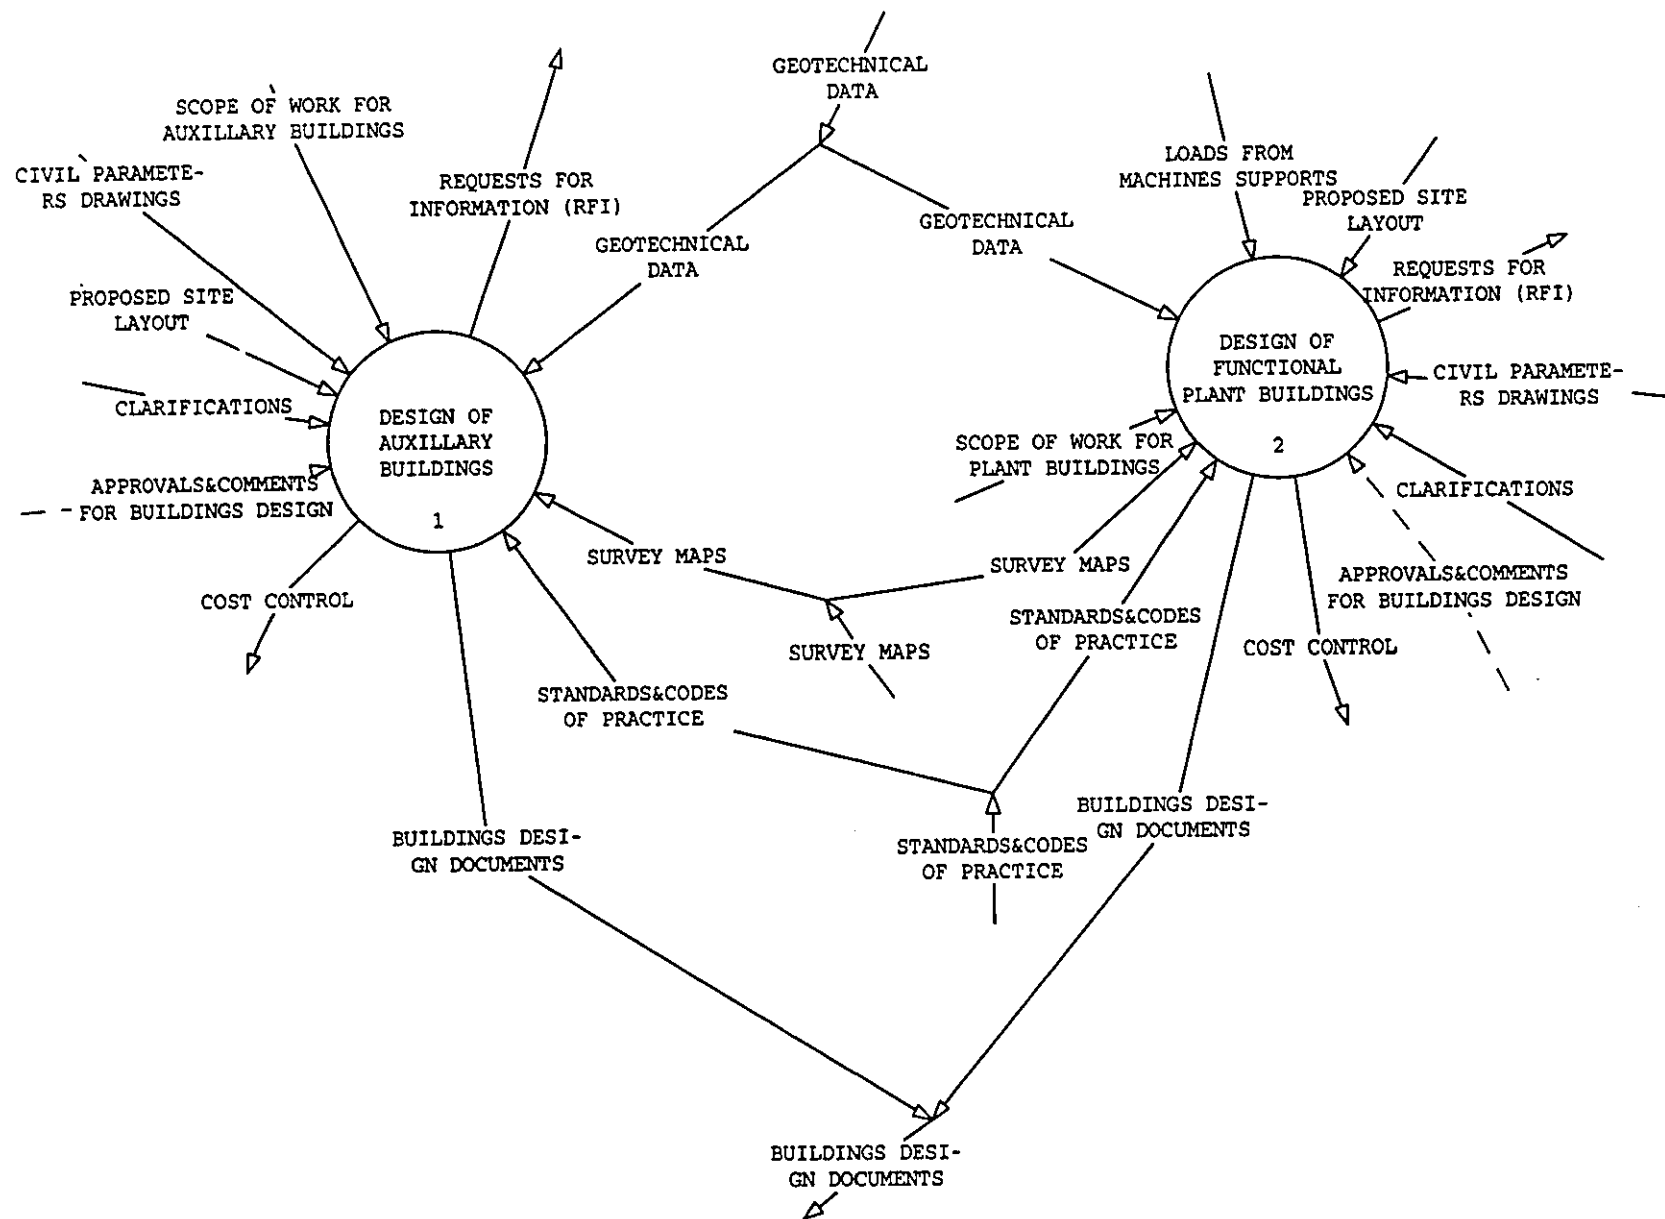 GEOTECHNICAL
DATA
SCOPE OF WORK FOR
AUXILLARY BUILDINGS
CIVIL PARAMETE-
RS DRAWINGS
REQUESTS FOR
INFORMATION (RFI)
GEOTECHNICAL
DATA
GEOTECHNICAL
DATA
LOADS FROM
MACHINES SUPPORTS
PROPOSED SITE
LAYOUT
REQUESTS FOR
INFORMATION (RFI)
PROPOSED SITE
LAYOUT
CLARIFICATIONS
DESIGN OF
AUXILLARY
BUILDINGS
1
DESIGN OF
FUNCTIONAL
PLANT BUILDINGS
2
CIVIL PARAMETE-
RS DRAWINGS
SCOPE OF WORK FOR
PLANT BUILDINGS
APPROVALS&COMMENTS
FOR BUILDINGS DESIGN
CLARIFICATIONS
SURVEY MAPS
SURVEY MAPS
APPROVALS&COMMENTS
FOR BUILDINGS DESIGN
COST CONTROL
SURVEY MAPS
STANDARDS&CODES
OF PRACTICE
COST CONTROL
STANDARDS&CODES
OF PRACTICE
BUILDINGS DESI-
GN DOCUMENTS
STANDARDS&CODES
OF PRACTICE
BUILDINGS DESI-
GN DOCUMENTS
BUILDINGS DESI-
GN DOCUMENTS